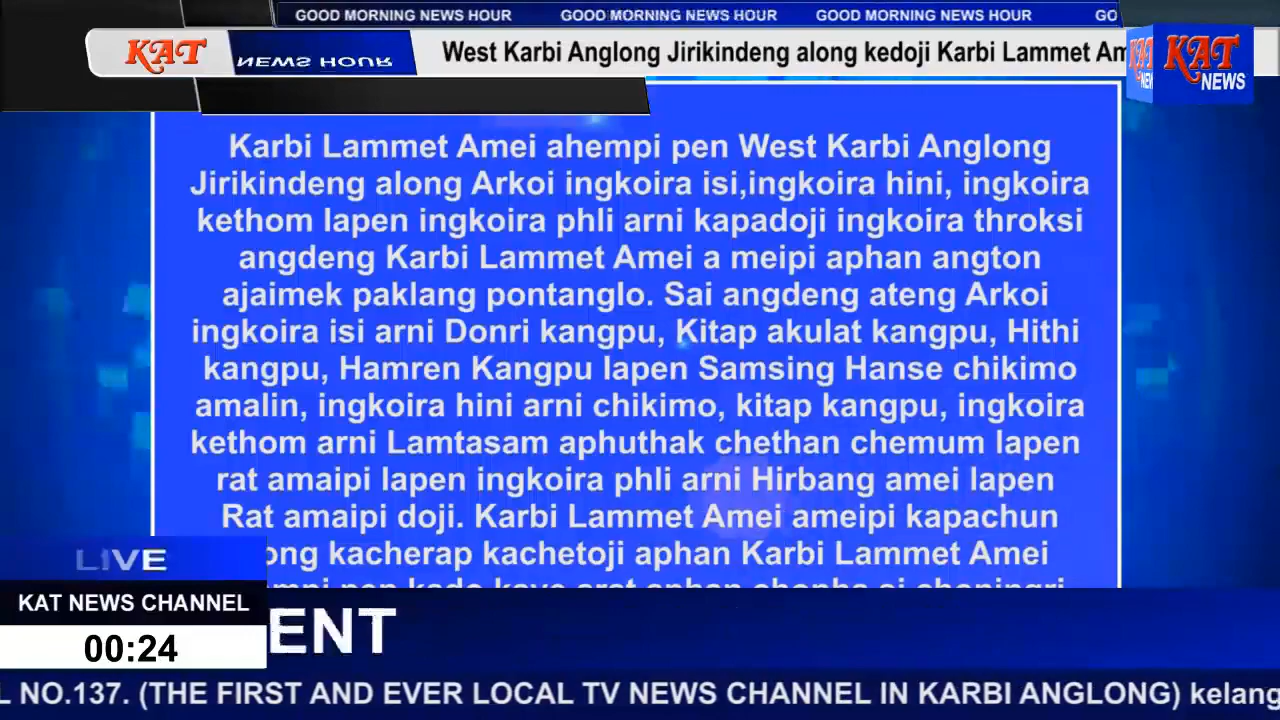 GOOD MORNING NEWS HOUR GOOD MORNING NEWS HOUR GOOD MORNING NEWS HOUR GO
KAT NEWS HOUR West Karbi Anglong Jirikindeng along kedoji Karbi Lammet Am
KAT NEWS
Karbi Lammet Amei ahempi pen West Karbi Anglong
Jirikindeng along Arkoi ingkoira isi,ingkoira hini, ingkoira
kethom lapen ingkoira phli arni kapadoji ingkoira throksi
angdeng Karbi Lammet Amei a meipi aphan angton
ajaimek paklang pontanglo. Sai angdeng ateng Arkoi
ingkoira isi arni Donri kangpu, Kitap akulat kangpu, Hithi
kangpu, Hamren Kangpu lapen Samsing Hanse chikimo
amalin, ingkoira hini arni chikimo, kitap kangpu, ingkoira
kethom arni Lamtasam aphuthak chethan chemum lapen
rat amaipi lapen ingkoira phli arni Hirbang amei lapen
Rat amaipi doji. Karbi Lammet Amei ameipi kapachun
ong kacherap kachetoji aphan Karbi Lammet Amei
LIVE
KAT NEWS CHANNEL
00:24
ENT
L NO.137. (THE FIRST AND EVER LOCAL TV NEWS CHANNEL IN KARBI ANGLONG) kelang